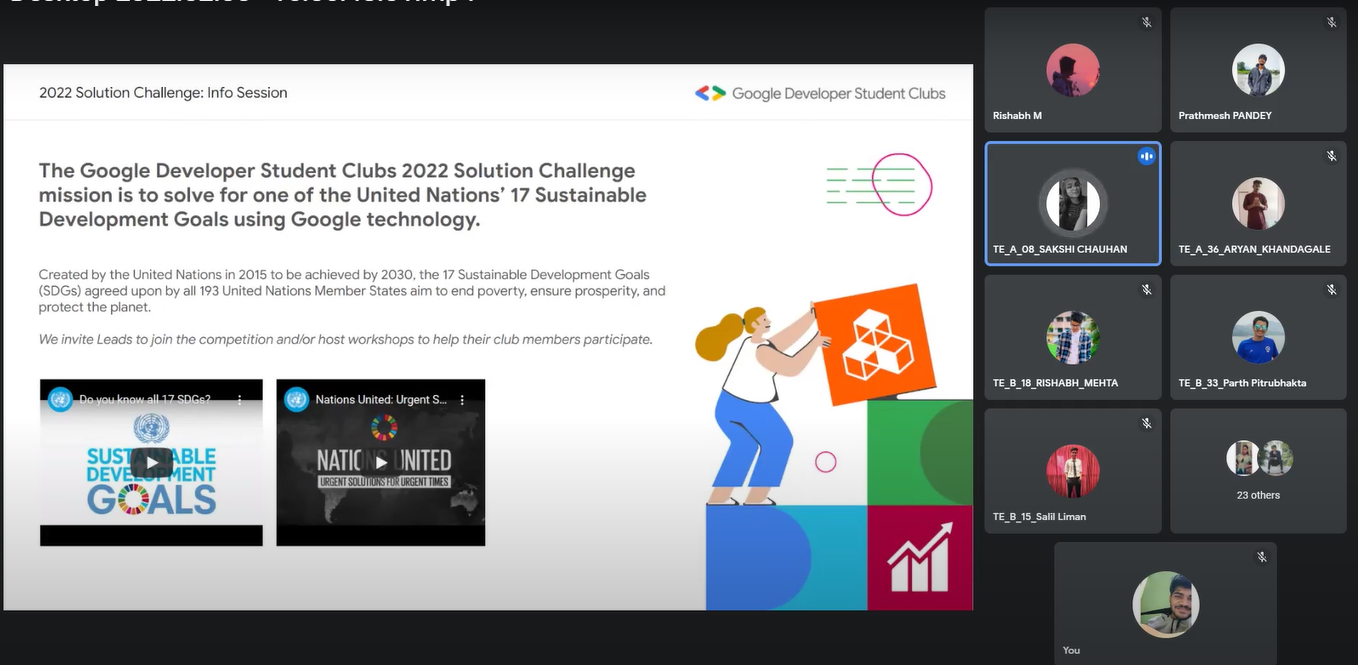 2022 Solution Challenge: Info Session
Google Developer Student Clubs
The Google Developer Student Clubs 2022 Solution Challenge
mission is to solve for one of the United Nations’ 17 Sustainable
Development Goals using Google technology.
Created by the United Nations in 2015 to be achieved by 2030, the 17 Sustainable Development Goals
(SDGs) agreed upon by all 193 United Nations Member States aim to end poverty, ensure prosperity, and
protect the planet.
We invite Leads to join the competition and/or host workshops to help their club members participate.
Do you know all 17 SDGs?
SUSTAINABLE
DEVELOPMENT
GOALS
Nations United: Urgent S...
NATIONS UNITED
URGENT SOLUTIONS FOR URGENT TIMES
Rishabh M
Prathmesh PANDEY
TE_A_08_SAKSHI CHAUHAN
TE_A_36_ARYAN_KHANDAGALE
TE_B_18_RISHABH_MEHTA
TE_B_33_Parth Pitrubhakta
TE_B_15_Salil Liman
23 others
You